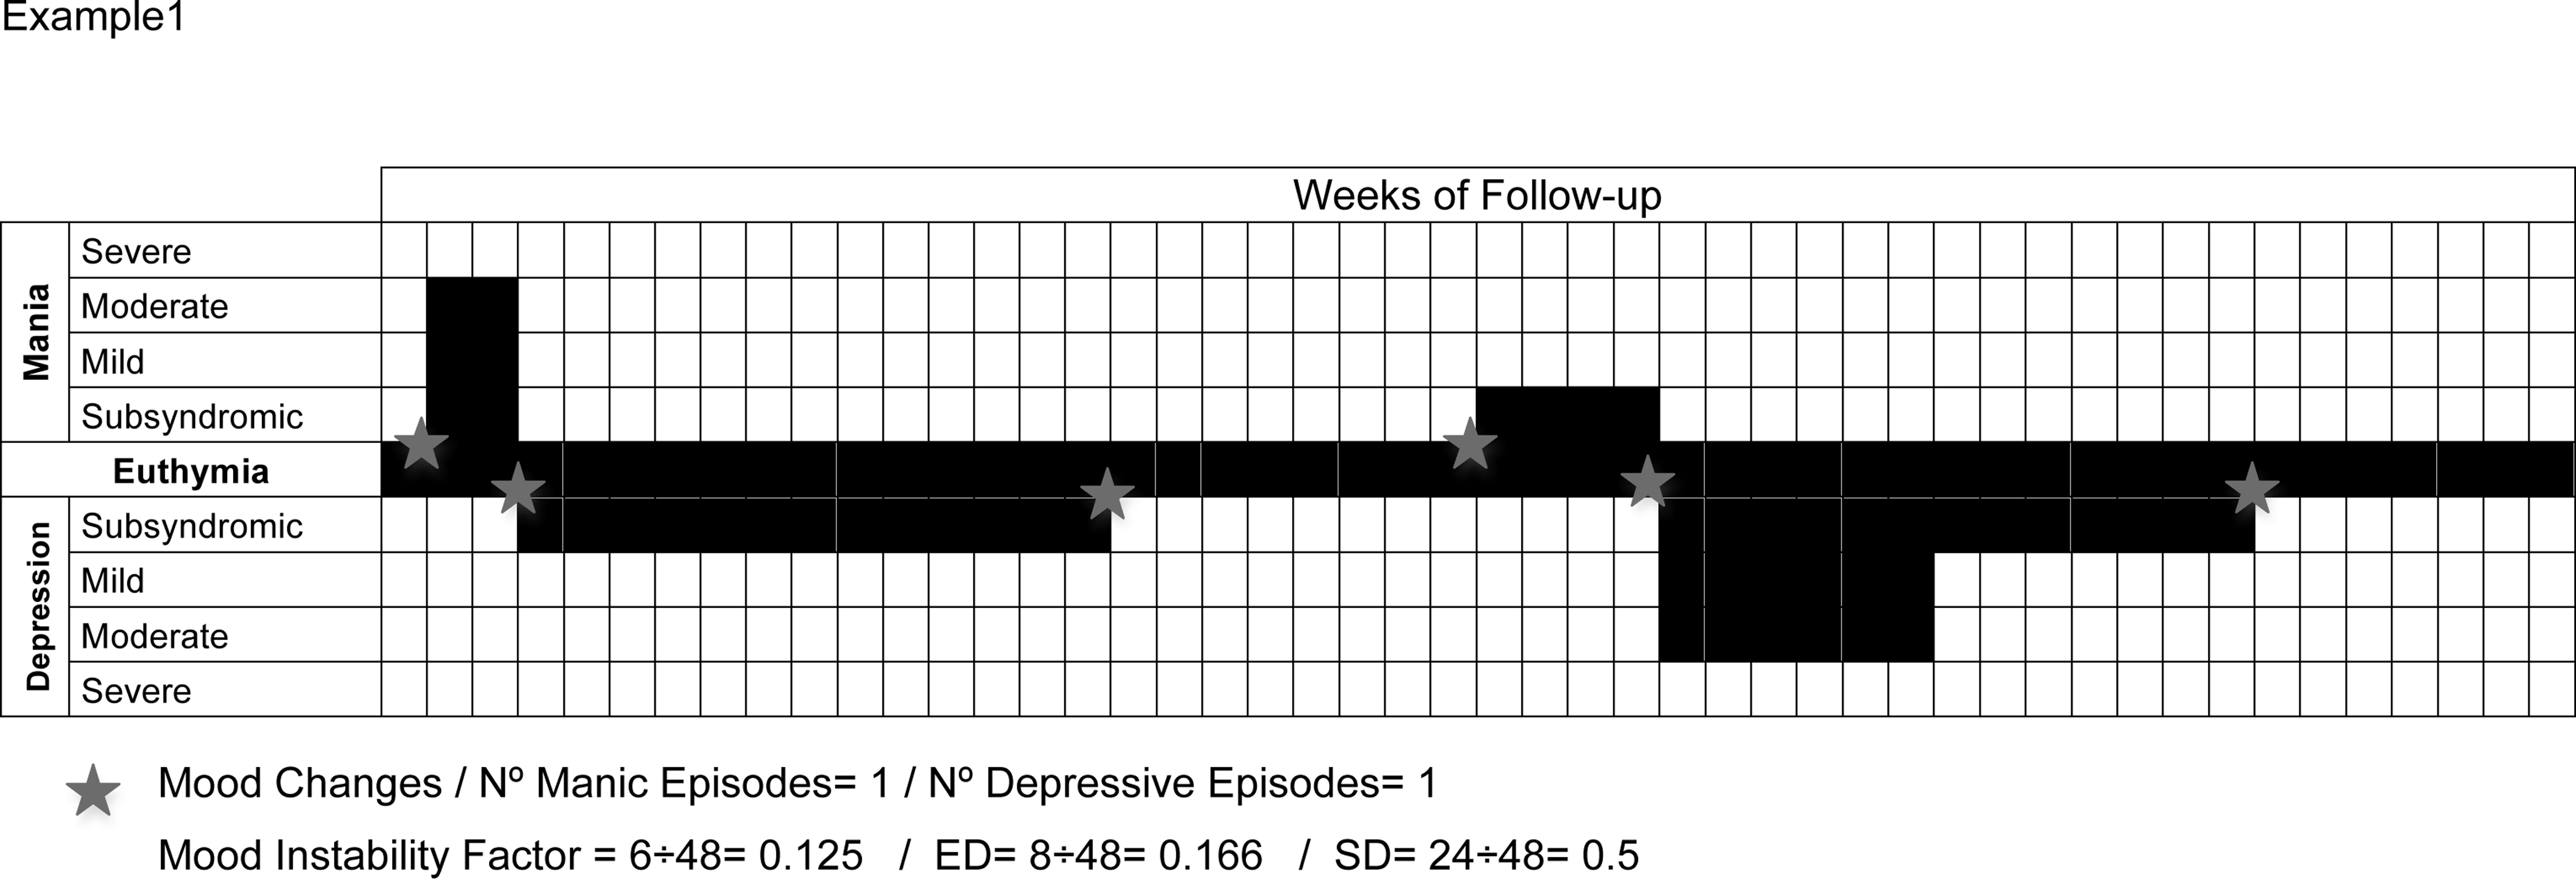 Example1
Weeks of Follow-up
Mania
Severe
Moderate
Mild
Subsyndromic
Euthymia
Depression
Subsyndromic
Mild
Moderate
Severe
Mood Changes / Nº Manic Episodes= 1 / Nº Depressive Episodes= 1
Mood Instability Factor = 6÷48= 0.125 / ED= 8÷48= 0.166 / SD= 24÷48= 0.5